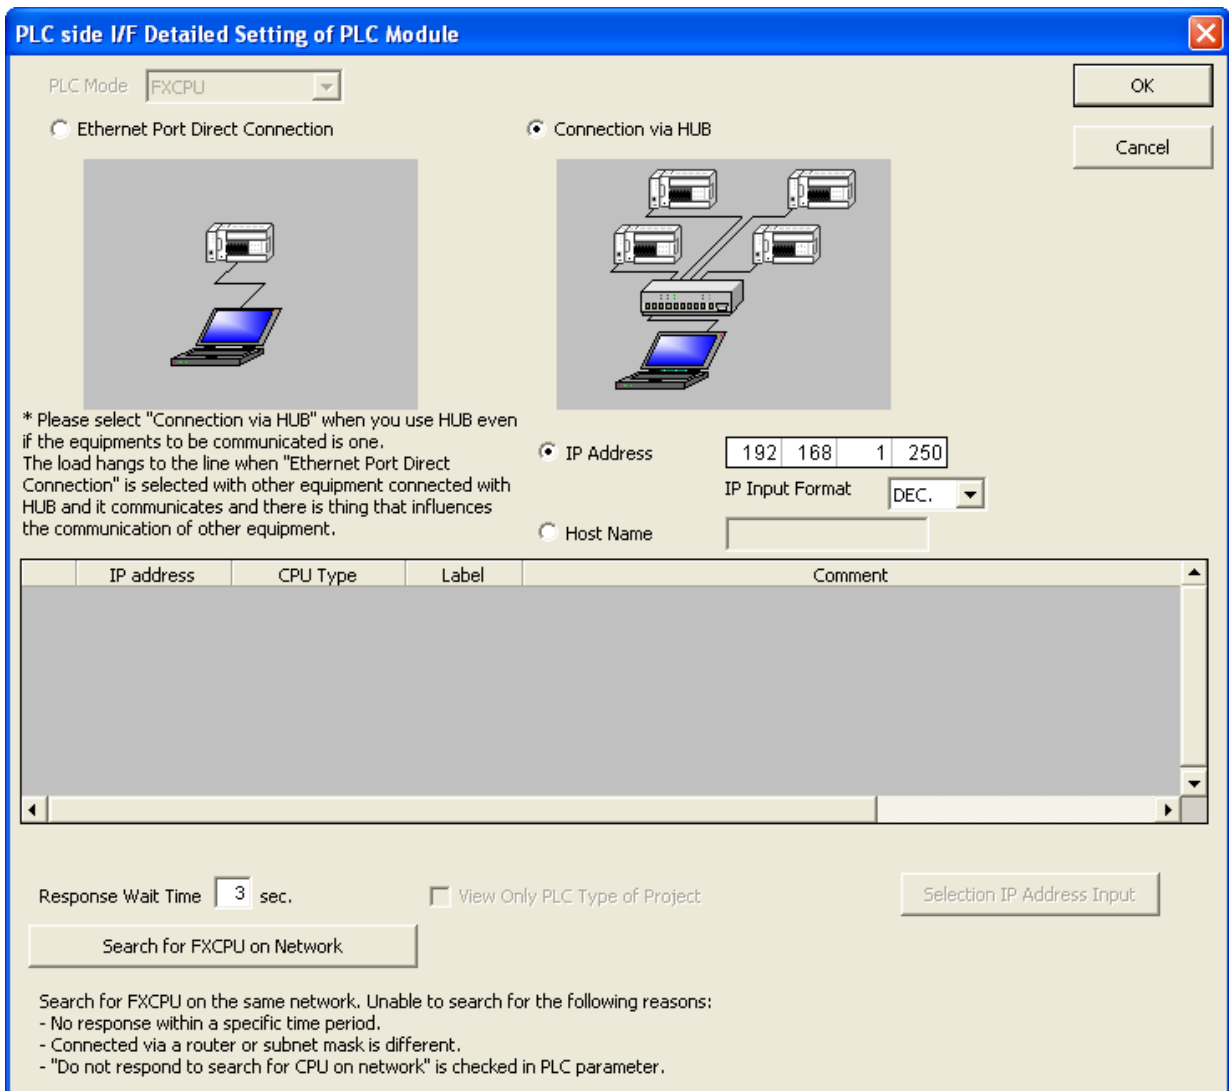 PLC side I/F Detailed Setting of PLC Module
PLC Mode FXCPU
OK
Ethernet Port Direct Connection
Connection via HUB
Cancel
* Please select "Connection via HUB" when you use HUB even
if the equipments to be communicated is one.
The load hangs to the line when "Ethernet Port Direct
Connection" is selected with other equipment connected with
HUB and it communicates and there is thing that influences
the communication of other equipment.
IP Address 192 168 1 250
IP Input Format DEC.
Host Name
IP address CPU Type Label Comment
Response Wait Time 3 sec.
View Only PLC Type of Project
Selection IP Address Input
Search for FXCPU on Network
Search for FXCPU on the same network. Unable to search for the following reasons:
- No response within a specific time period.
- Connected via a router or subnet mask is different.
- "Do not respond to search for CPU on network" is checked in PLC parameter.